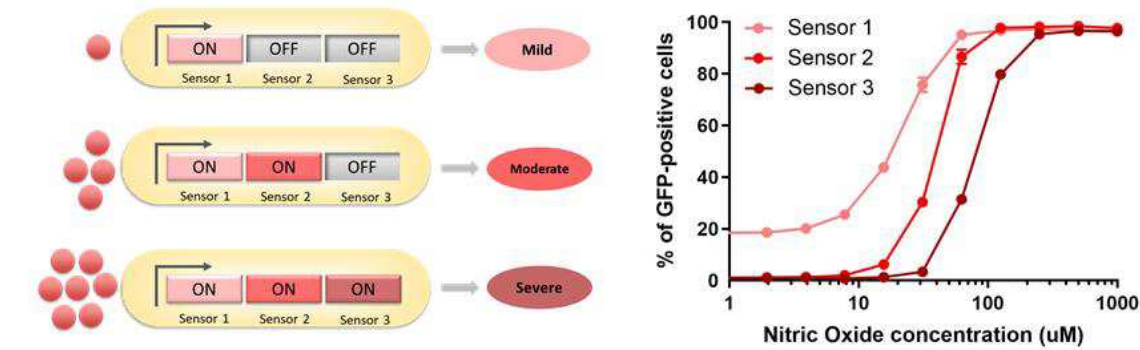 ON OFF OFF
Sensor 1 Sensor 2 Sensor 3
Mild
ON ON OFF
Sensor 1 Sensor 2 Sensor 3
Moderate
ON ON ON
Sensor 1 Sensor 2 Sensor 3
Severe
% of GFP-positive cells
100
80
60
40
20
0
Sensor 1
Sensor 2
Sensor 3
1 10 100 1000
Nitric Oxide concentration (uM)